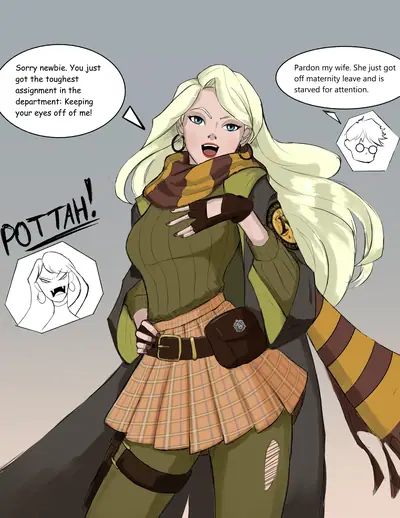 Sorry newbie. You just
got the toughest
assignment in the
department: Keeping
your eyes off of me!
Pardon my wife. She just got
off maternity leave and is
starved for attention.
POTTAH!